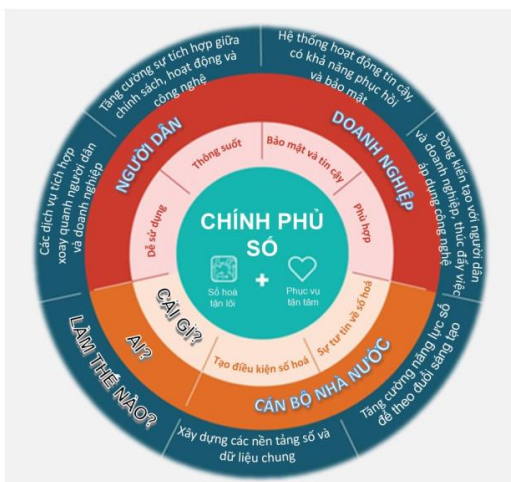 Tăng cường sự tích hợp giữa
chính sách, hoạt động và
công nghệ
Hệ thống hoạt động tin cậy,
có khả năng phục hồi
và bảo mật
Đồng kiến tạo với người dân
và doanh nghiệp, thúc đẩy việc
áp dụng công nghệ
Tăng cường năng lực số
để theo đuổi sáng tạo
Xây dựng các nền tảng số và
dữ liệu chung
LÀM THẾ NÀO?
Các dịch vụ tích hợp
xoay quanh người dân
và doanh nghiệp
NGƯỜI DÂN
DOANH NGHIỆP
CÁN BỘ NHÀ NƯỚC
AI?
Dễ sử dụng
Thông suốt
Bảo mật và tin cậy
Phù hợp
Sự tự tin về số hoá
Tạo điều kiện số hoá
CÁI GÌ?
CHÍNH PHỦ
SỐ
Số hoá
tận lõi
+
Phục vụ
tận tâm